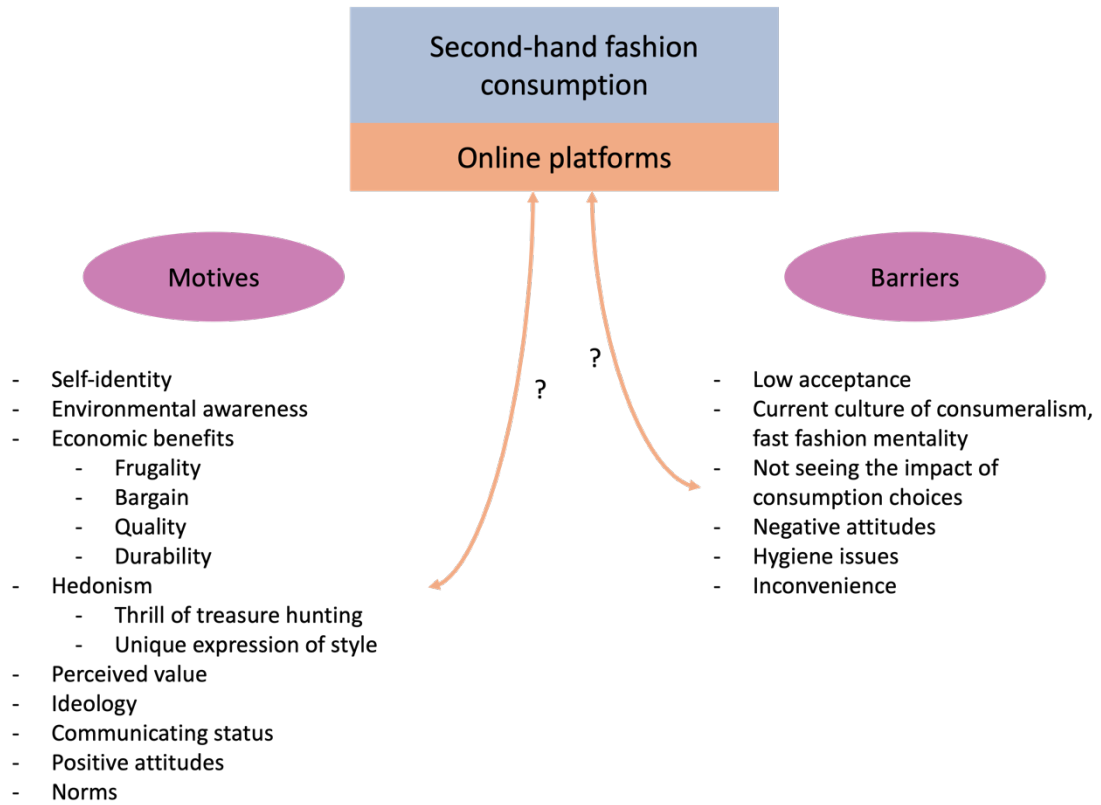 Second-hand fashion
consumption
Online platforms
Motives
Barriers
?
?
- Self-identity
- Environmental awareness
- Economic benefits
- Frugality
- Bargain
- Quality
- Durability
- Hedonism
- Thrill of treasure hunting
- Unique expression of style
- Perceived value
- Ideology
- Communicating status
- Positive attitudes
- Norms
- Low acceptance
- Current culture of consumeralism,
fast fashion mentality
- Not seeing the impact of
consumption choices
- Negative attitudes
- Hygiene issues
- Inconvenience